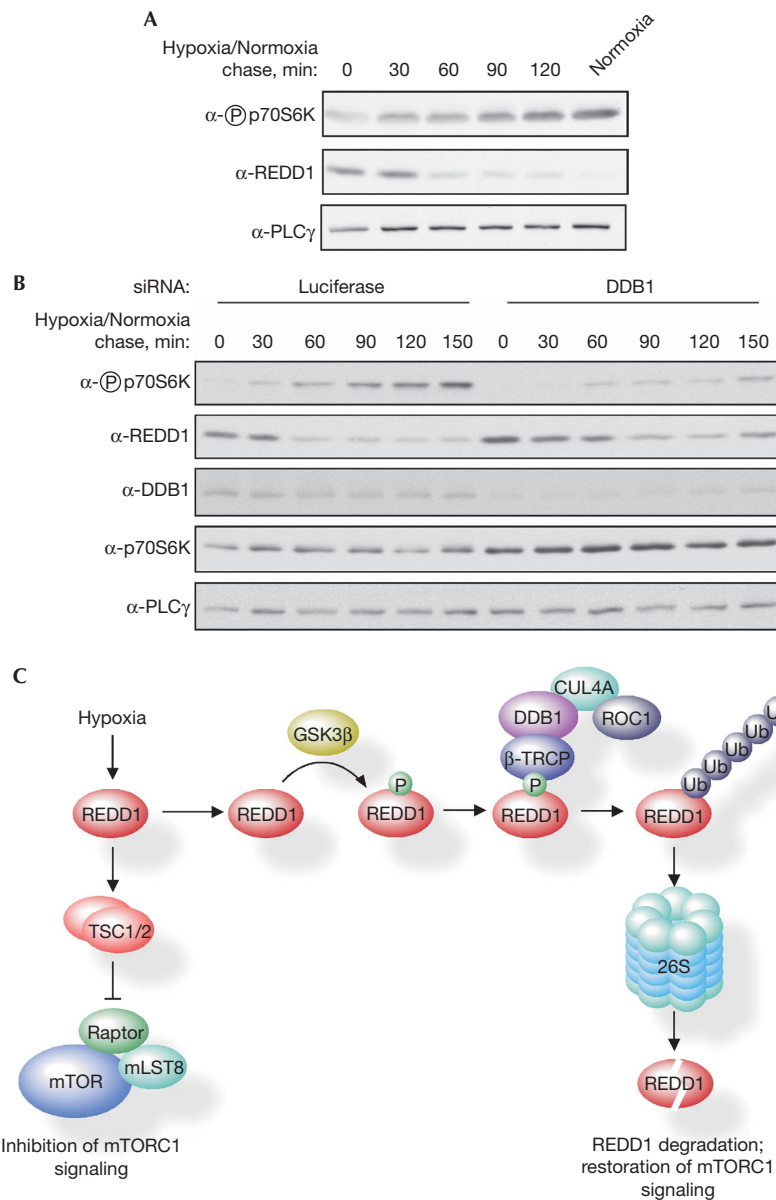 A
Hypoxia/Normoxia
chase, min: 0 30 60 90 120 Normoxia
α-Ⓟp70S6K
α-REDD1
α-PLCγ
B
siRNA: Luciferase DDB1
Hypoxia/Normoxia
chase, min: 0 30 60 90 120 150 0 30 60 90 120 150
α-Ⓟp70S6K
α-REDD1
α-DDB1
α-p70S6K
α-PLCγ
C
Hypoxia
GSK3β
DDB1 CUL4A ROC1
β-TRCP
P P
Ub Ub Ub Ub U
REDD1 REDD1 REDD1 REDD1 REDD1
TSC1/2
26S
Raptor
mTOR mLST8
REDD1
Inhibition of mTORC1
signaling
REDD1 degradation;
restoration of mTORC1
signaling